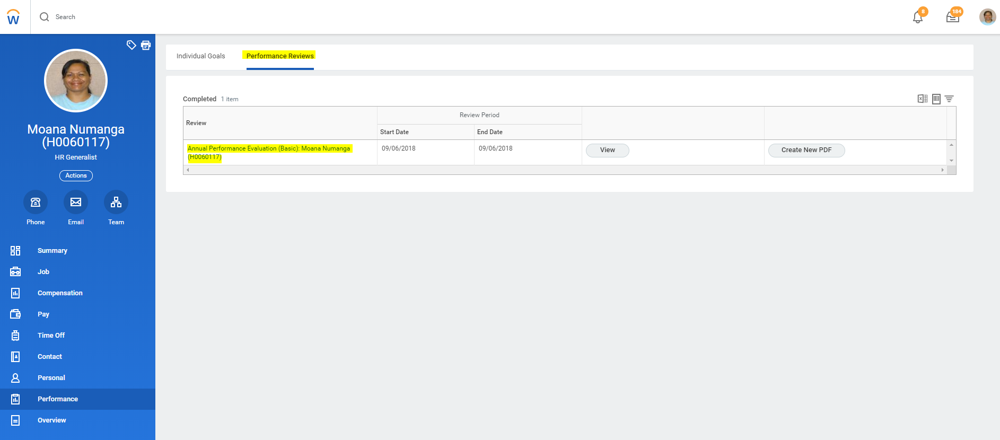 W
Search
8
184
Moana Numanga
(H0060117)
HR Generalist
Actions
Phone
Email
Team
Summary
Job
Compensation
Pay
Time Off
Contact
Personal
Performance
Overview
Individual Goals
Performance Reviews
Completed 1 item
Review
Review Period
Start Date
End Date
Annual Performance Evaluation (Basic): Moana Numanga
(H0060117)
09/06/2018
09/06/2018
View
Create New PDF